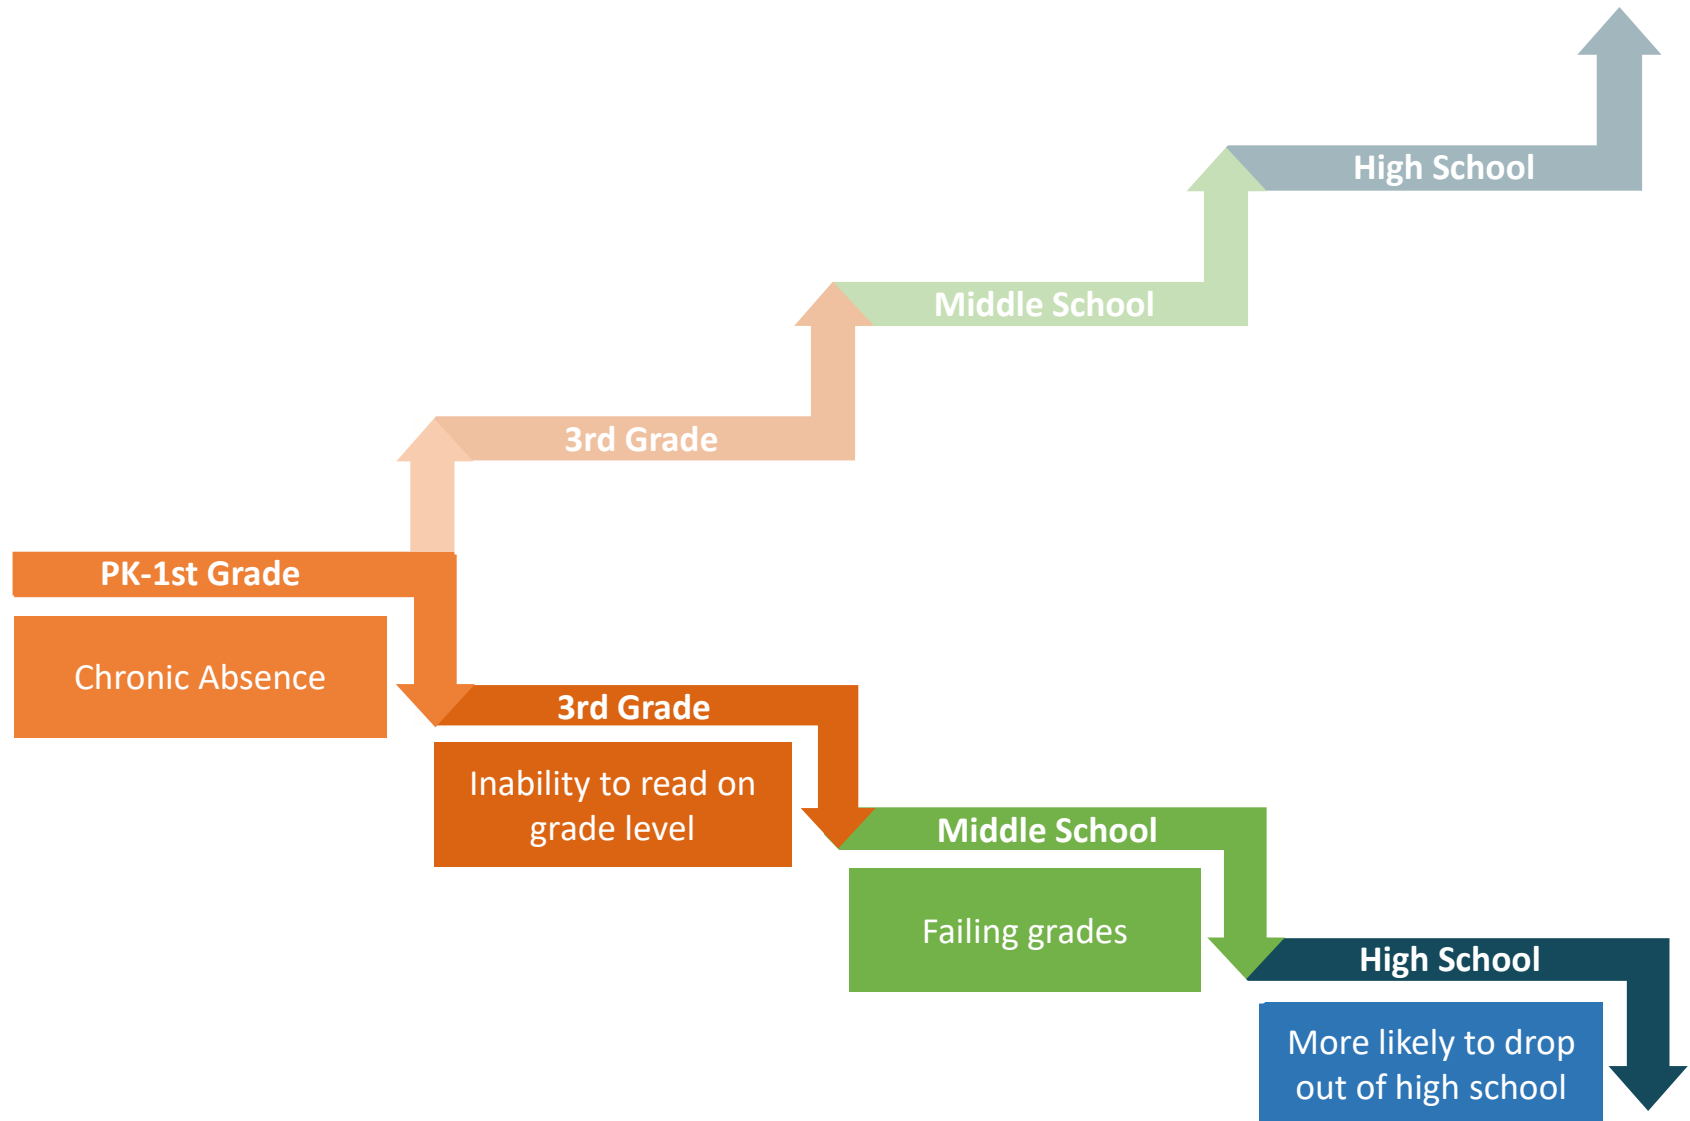 High School
Middle School
3rd Grade
PK-1st Grade
Chronic Absence
3rd Grade
Inability to read on
grade level
Middle School
Failing grades
High School
More likely to drop
out of high school